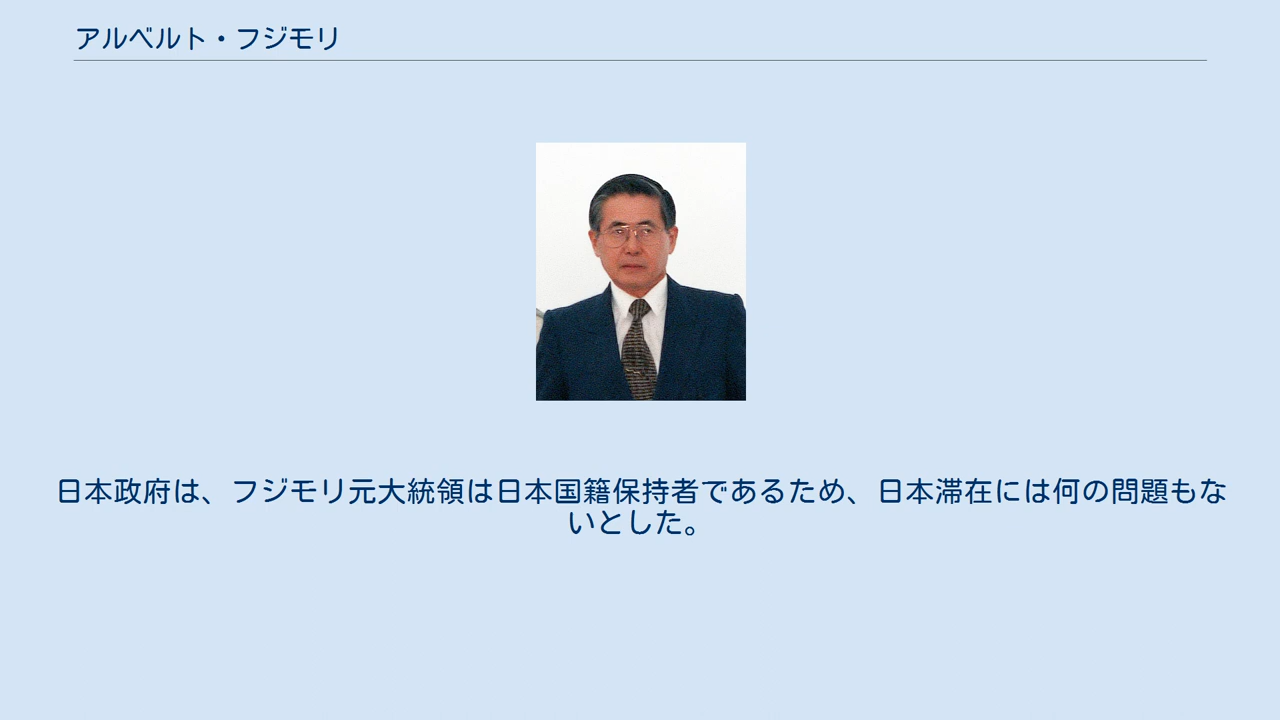 アルベルト・フジモリ
日本政府は、フジモリ元大統領は日本国籍保持者であるため、日本滞在には何の問題もな
いとした。